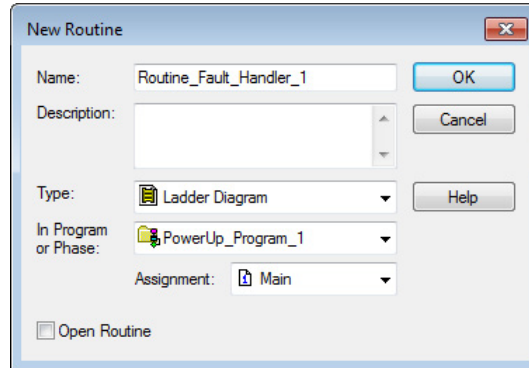 New Routine
Name:
Routine_Fault_Handler_1
OK
Description:
Cancel
Type:
Ladder Diagram
Help
In Program
or Phase:
PowerUp_Program_1
Assignment:
Main
Open Routine